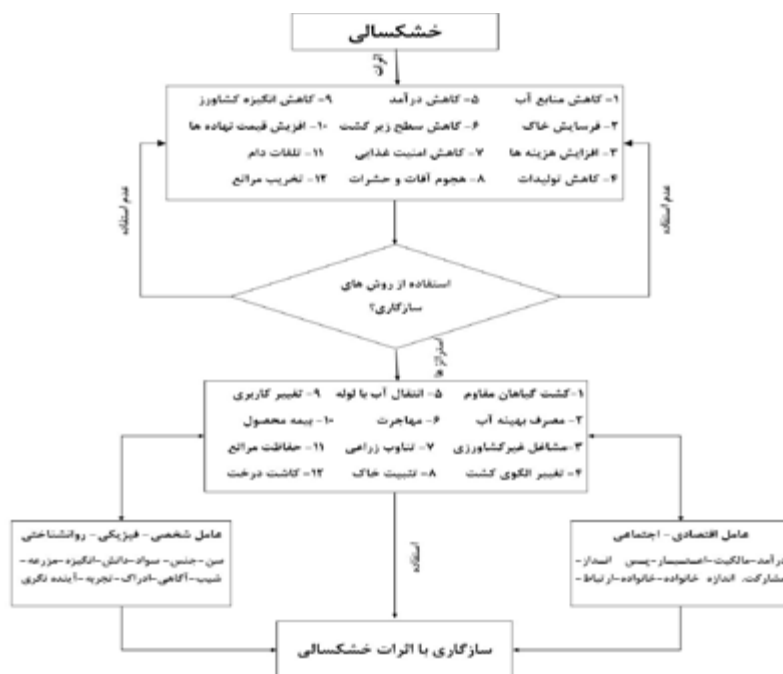 خشکسالی
اثرات
۱- کاهش منابع آب ۵- کاهش درآمد ۹- کاهش انگیزه کشاورز
۲- فرسایش خاک ۶- کاهش سطح زیر کشت ۱۰- افزیش قیمت نهاده ها
۳- افزایش هزینه ها ۷- کاهش امنیت غذایی ۱۱- تلفات دام
۴- کاهش تولیدات ۸- هجوم آفات و حشرات ۱۲- تخریب مراتع
عدم استفاده
عدم استفاده
استفاده از روش های
سازگاری؟
استراتژ ها
۱-کشت گیاهان مقاوم ۵- انتقال آب با لوله ۹- تغییر کاربری
۲- مصرف بهینه آب ۶- مهاجرت ۱۰- بیمه محصول
۳-مشاغل غیرکشاورزی ۷- تناوب زراعی ۱۱- حفاظت مراتع
۴- تغییر الگوی کشت ۸- تثبیت خاک ۱۲- کاشت درخت
عامل اقتصادی - اجتماعی
درآمد-مالکیت-اعتبار-پس انداز-
مشارکت، اندازه خانواده-خانواده-ارتباط-
عامل شخصی - فیزیکی - روانشناختی
سن-جنس-سواد-دانش-انگیزه-مزرعه-
شیب-آگاهی-ادراک-تجربه-آینده نگری
استفاده
سازگاری با اثرات خشکسالی